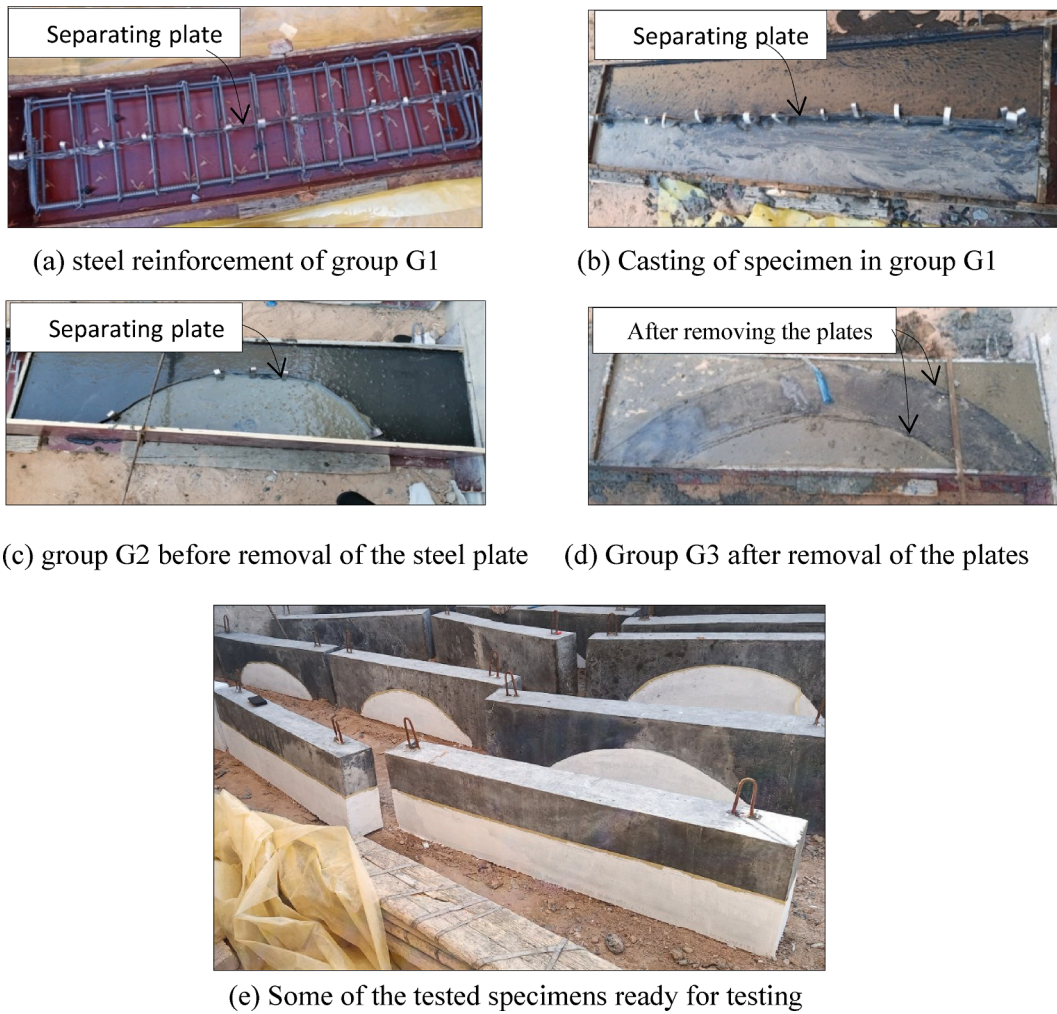 Separating plate
Separating plate
(a) steel reinforcement of group G1
(b) Casting of specimen in group G1
Separating plate
After removing the plates
(c) group G2 before removal of the steel plate
(d) Group G3 after removal of the plates
(e) Some of the tested specimens ready for testing